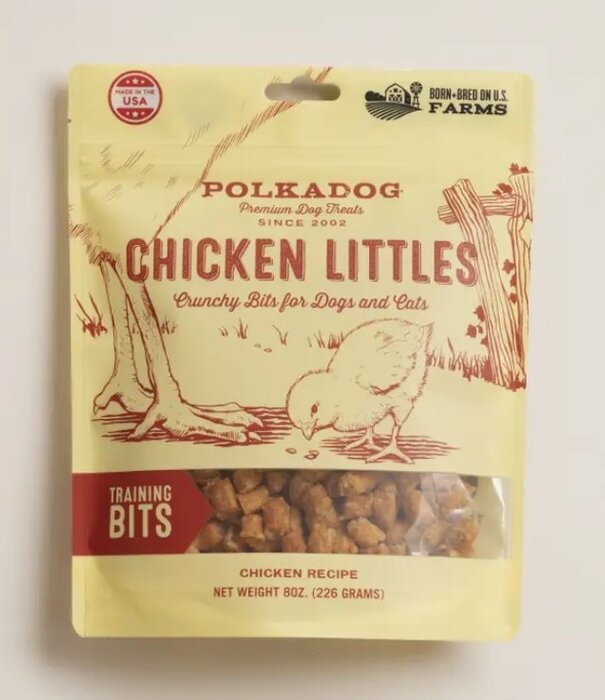 MADE IN THE
USA
BORN+BRED ON U.S.
FARMS
POLKADOG
Premium Dog Treats
SINCE 2002
CHICKEN LITTLES
Crunchy Bits for Dogs and Cats
TRAINING
BITS
CHICKEN RECIPE
NET WEIGHT 8OZ. (226 GRAMS)